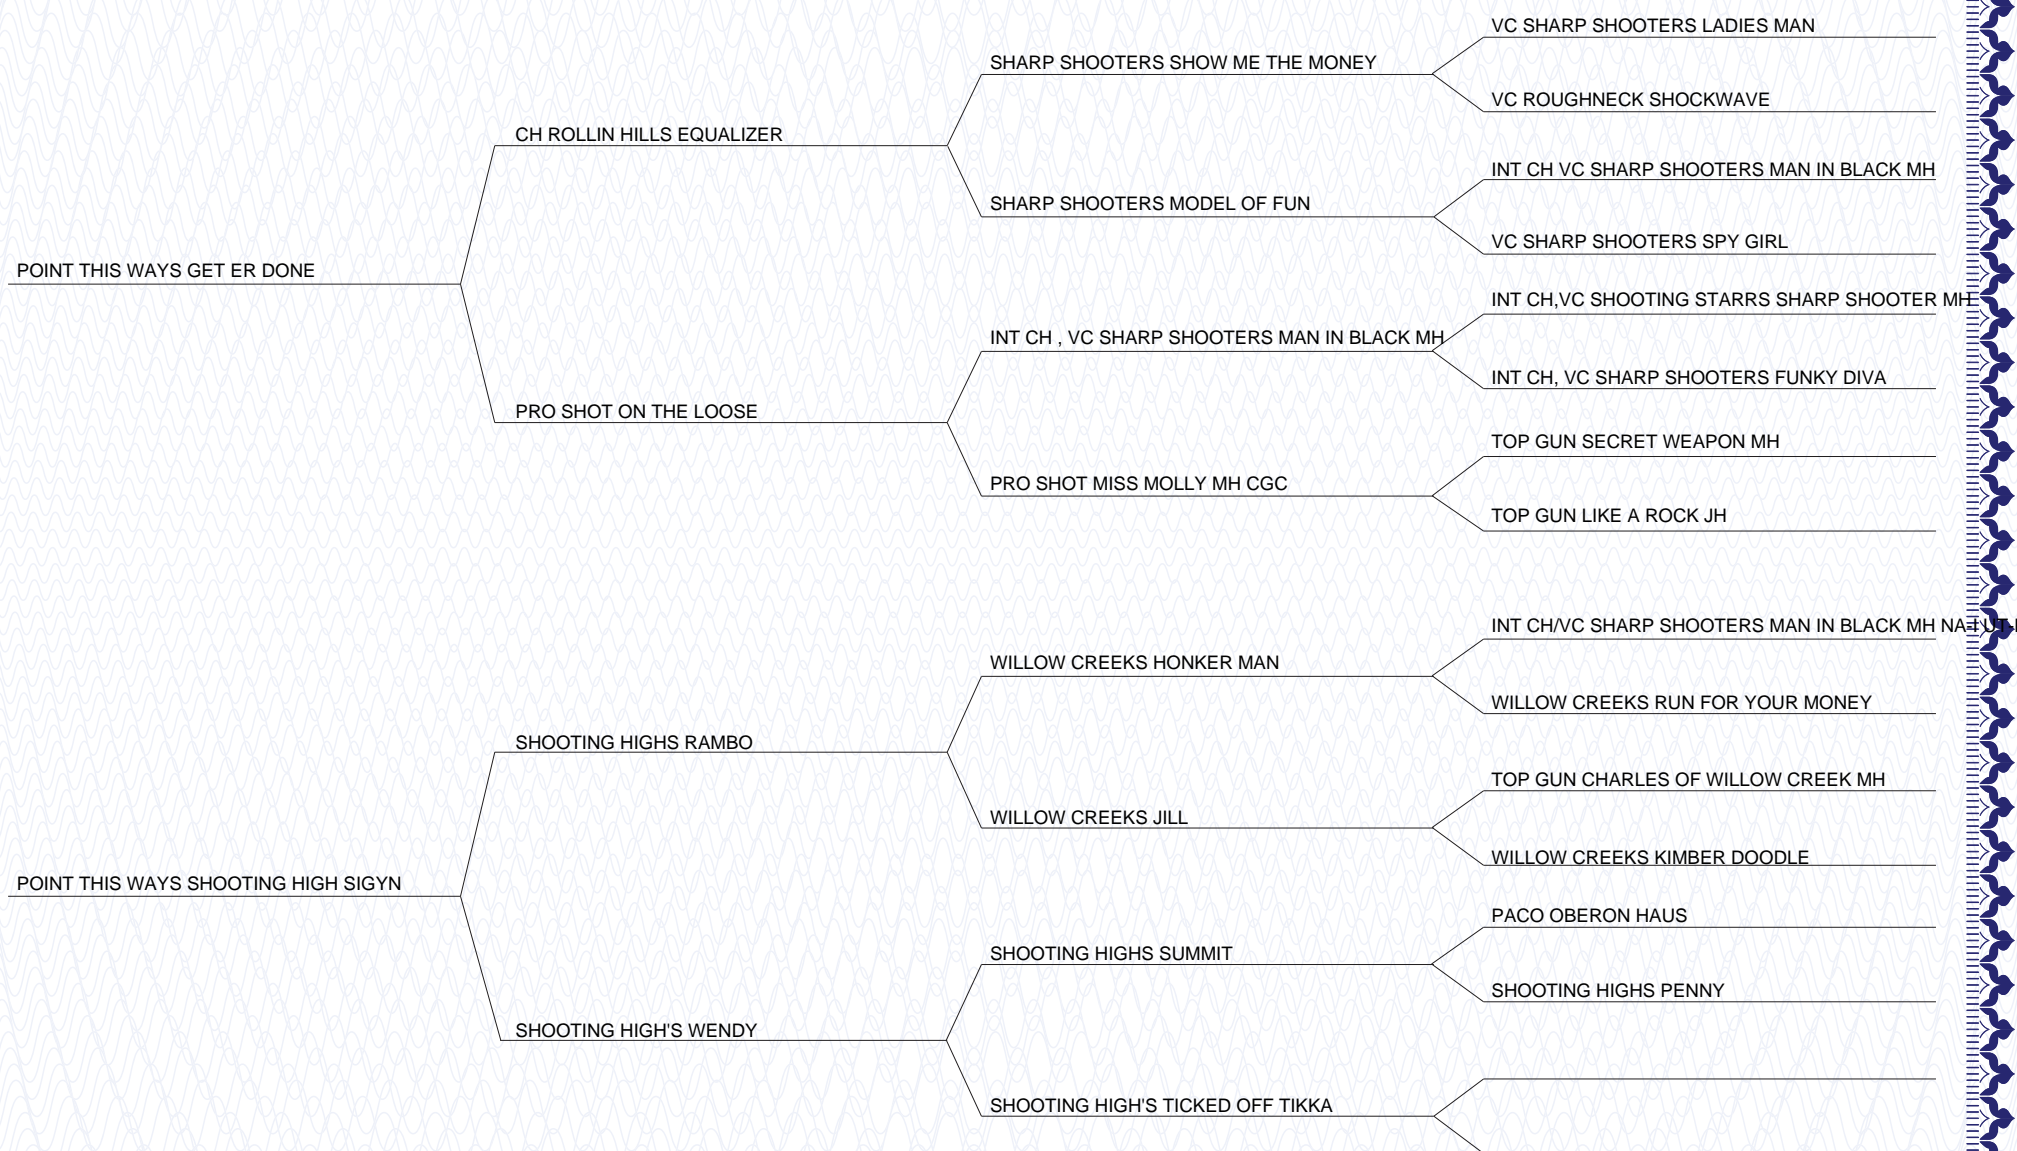 VC SHARP SHOOTERS LADIES MAN
SHARP SHOOTERS SHOW ME THE MONEY
VC ROUGHNECK SHOCKWAVE
CH ROLLIN HILLS EQUALIZER
INT CH VC SHARP SHOOTERS MAN IN BLACK MH
SHARP SHOOTERS MODEL OF FUN
VC SHARP SHOOTERS SPY GIRL
POINT THIS WAYS GET ER DONE
INT CH,VC SHOOTING STARRS SHARP SHOOTER MH
INT CH , VC SHARP SHOOTERS MAN IN BLACK MH
INT CH, VC SHARP SHOOTERS FUNKY DIVA
PRO SHOT ON THE LOOSE
TOP GUN SECRET WEAPON MH
PRO SHOT MISS MOLLY MH CGC
TOP GUN LIKE A ROCK JH
INT CH/VC SHARP SHOOTERS MAN IN BLACK MH NA-I
WILLOW CREEKS HONKER MAN
WILLOW CREEKS RUN FOR YOUR MONEY
SHOOTING HIGHS RAMBO
TOP GUN CHARLES OF WILLOW CREEK MH
WILLOW CREEKS JILL
WILLOW CREEKS KIMBER DOODLE
POINT THIS WAYS SHOOTING HIGH SIGYN
PACO OBERON HAUS
SHOOTING HIGHS SUMMIT
SHOOTING HIGHS PENNY
SHOOTING HIGH'S WENDY
SHOOTING HIGH'S TICKED OFF TIKKA